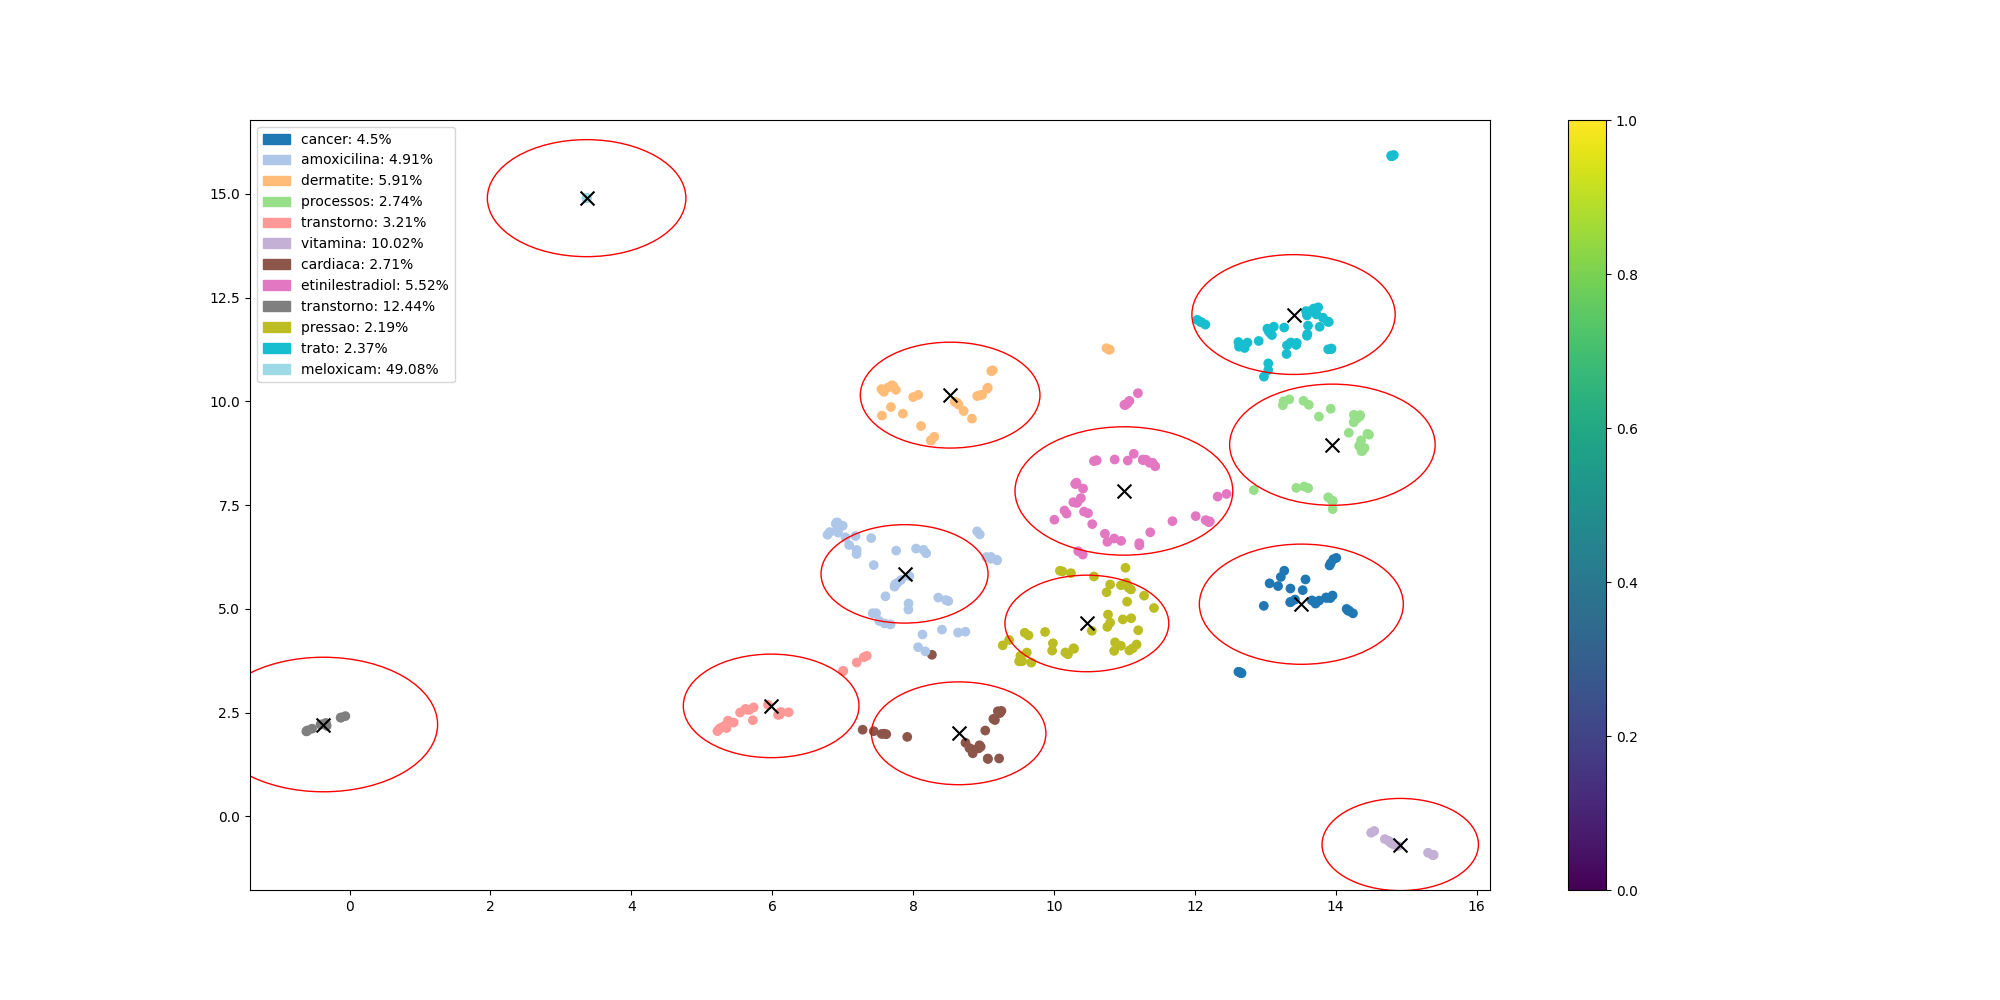 cancer: 4.5%
amoxicilina: 4.91%
dermatite: 5.91%
processos: 2.74%
transtorno: 3.21%
vitamina: 10.02%
cardiaca: 2.71%
etinilestradiol: 5.52%
transtorno: 12.44%
pressao: 2.19%
trato: 2.37%
meloxicam: 49.08%
15.0
12.5
10.0
7.5
5.0
2.5
0.0
0 2 4 6 8 10 12 14 16
1.0
0.8
0.6
0.4
0.2
0.0